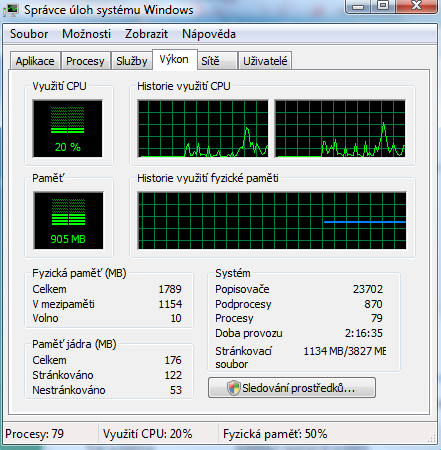 Správce úloh systému Windows
Soubor Možnosti Zobrazit Nápověda
Aplikace Procesy Služby Výkon Sítě Uživatelé
Využití CPU Historie využití CPU
20 %
Paměť Historie využití fyzické paměti
905 MB
Fyzická paměť (MB)
Celkem 1789
V mezipaměti 1154
Volno 10
Paměť jádra (MB)
Celkem 176
Stránkováno 122
Nestránkováno 53
Systém
Popisovače 23702
Podprocesy 870
Procesy 79
Doba provozu 2:16:35
Stránkovací 1134 MB/3827 ME
soubor
Sledování prostředků...
Procesy: 79 Využití CPU: 20% Fyzická paměť: 50%